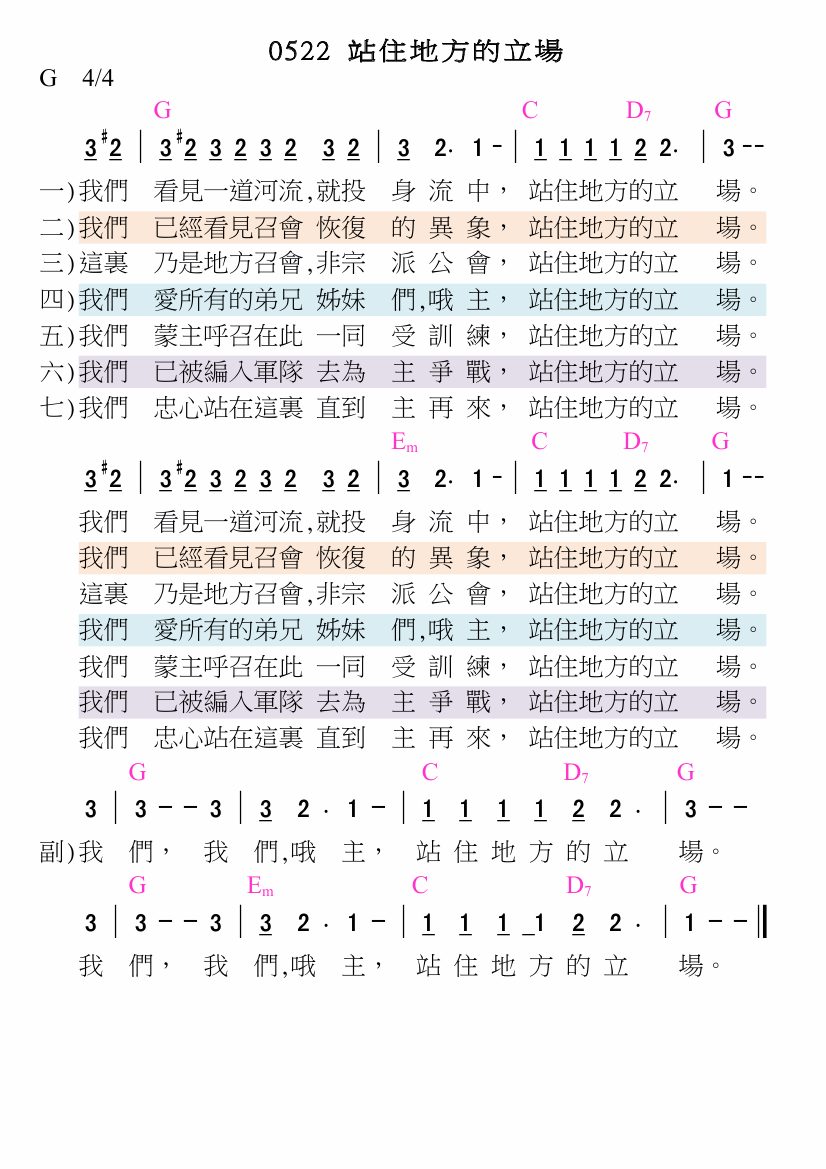 0522 站住地方的立場
G 4/4
G C D7 G
3 #2 | 3 #2 3 2 3 2 3 2 | 3 2. 1 - | 1 1 1 1 2 2. | 3 --
一)我們 看見一道河流,就投 身 流 中, 站住地方的立 場。
二)我們 已經看見召會 恢復 的 異 象, 站住地方的立 場。
三)這裏 乃是地方召會,非宗 派 公 會, 站住地方的立 場。
四)我們 愛所有的弟兄 姊妹 們,哦 主, 站住地方的立 場。
五)我們 蒙主呼召在此 一同 受 訓 練, 站住地方的立 場。
六)我們 已被編入軍隊 去為 主 爭 戰, 站住地方的立 場。
七)我們 忠心站在這裏 直到 主 再 來, 站住地方的立 場。
Em C D7 G
3 #2 | 3 #2 3 2 3 2 3 2 | 3 2. 1 - | 1 1 1 1 2 2. | 1 --
我們 看見一道河流,就投 身 流 中, 站住地方的立 場。
我們 已經看見召會 恢復 的 異 象, 站住地方的立 場。
這裏 乃是地方召會,非宗 派 公 會, 站住地方的立 場。
我們 愛所有的弟兄 姊妹 們,哦 主, 站住地方的立 場。
我們 蒙主呼召在此 一同 受 訓 練, 站住地方的立 場。
我們 已被編入軍隊 去為 主 爭 戰, 站住地方的立 場。
我們 忠心站在這裏 直到 主 再 來, 站住地方的立 場。
G C D7 G
3 | 3 - - 3 | 3 2 . 1 - | 1 1 1 1 2 2 . | 3 - -
副)我 們, 我 們,哦 主, 站 住 地 方 的 立 場。
G Em C D7 G
3 | 3 - - 3 | 3 2 . 1 - | 1 1 1 _1 2 2 . | 1 - - ‖
我 們, 我 們,哦 主, 站 住 地 方 的 立 場。